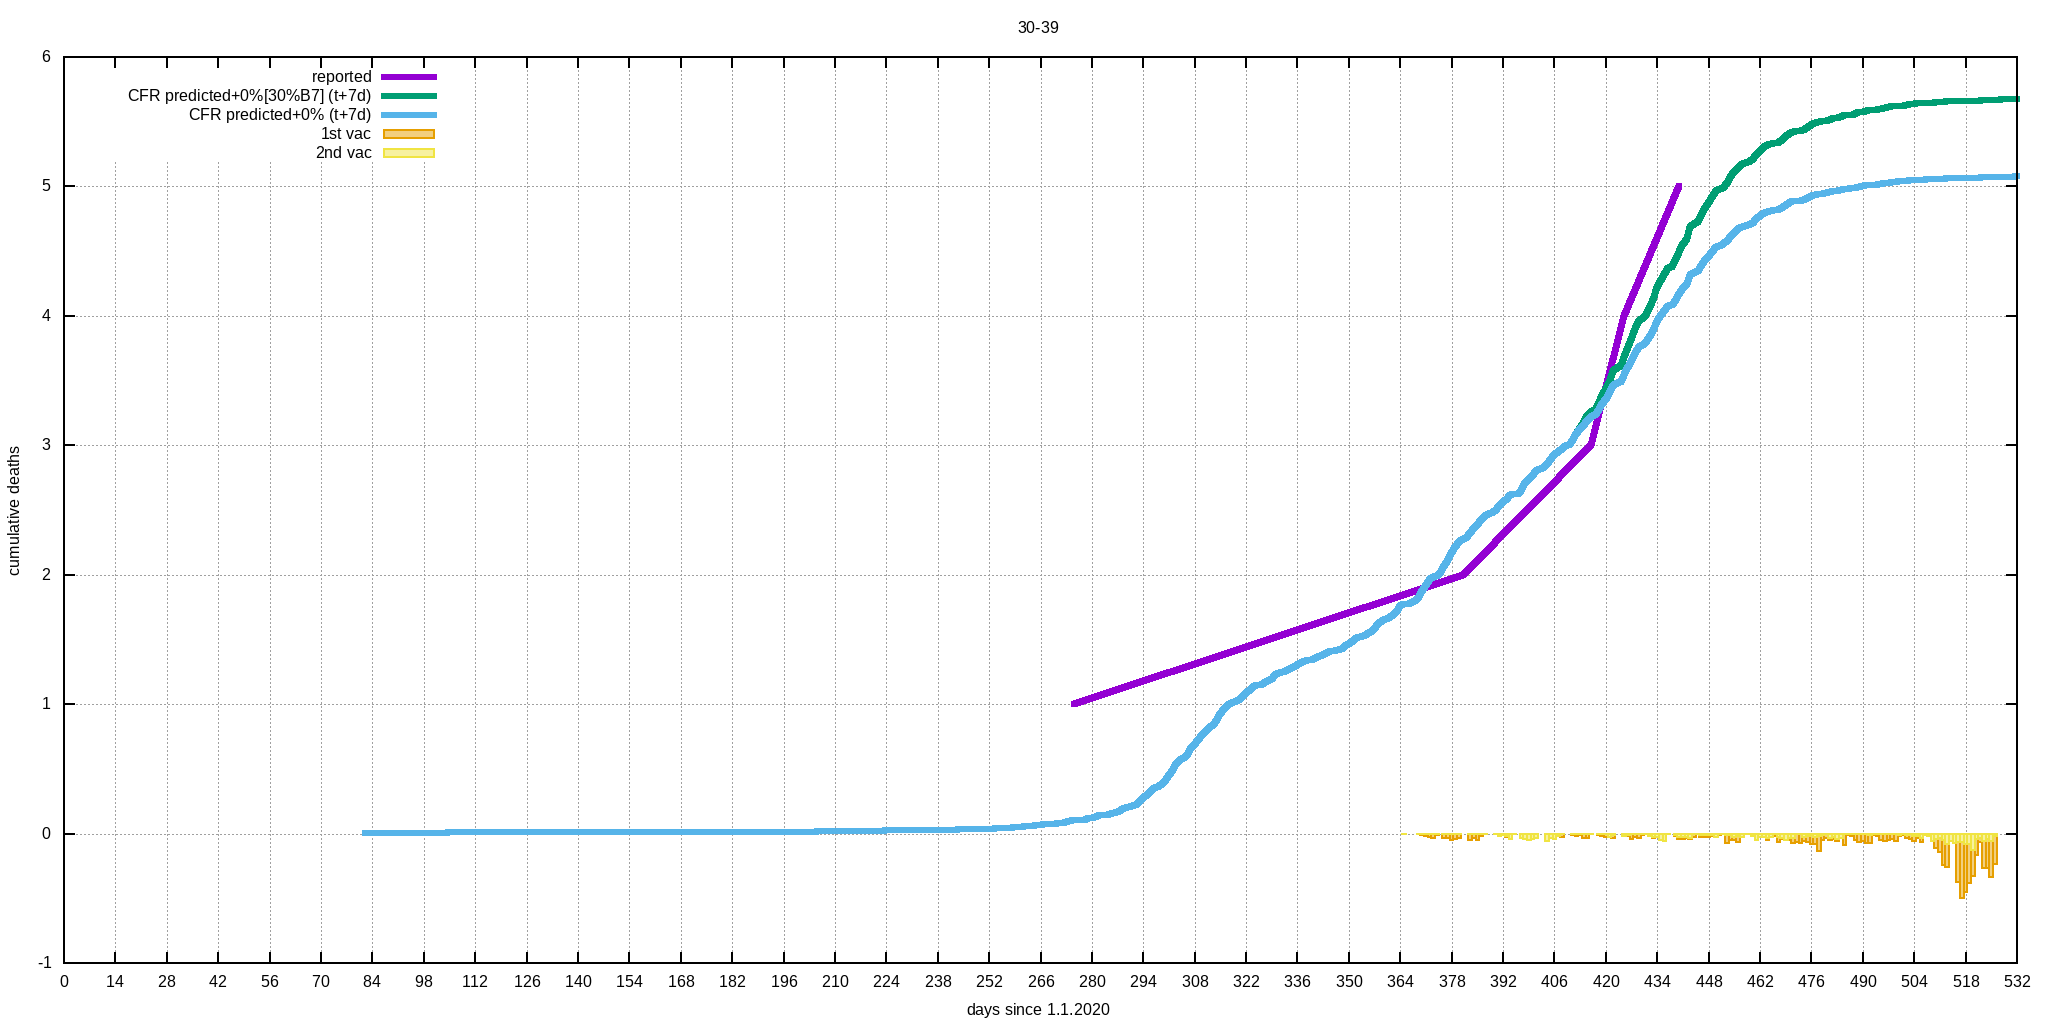 30-39
reported
CFR predicted+0%[30%B7] (t+7d)
CFR predicted+0% (t+7d)
1st vac
2nd vac
cumulative deaths
6
5
4
3
2
1
0
-1
0 14 28 42 56 70 84 98 112 126 140 154 168 182 196 210 224 238 252 266 280 294 308 322 336 350 364 378 392 406 420 434 448 462 476 490 504 518 532
days since 1.1.2020